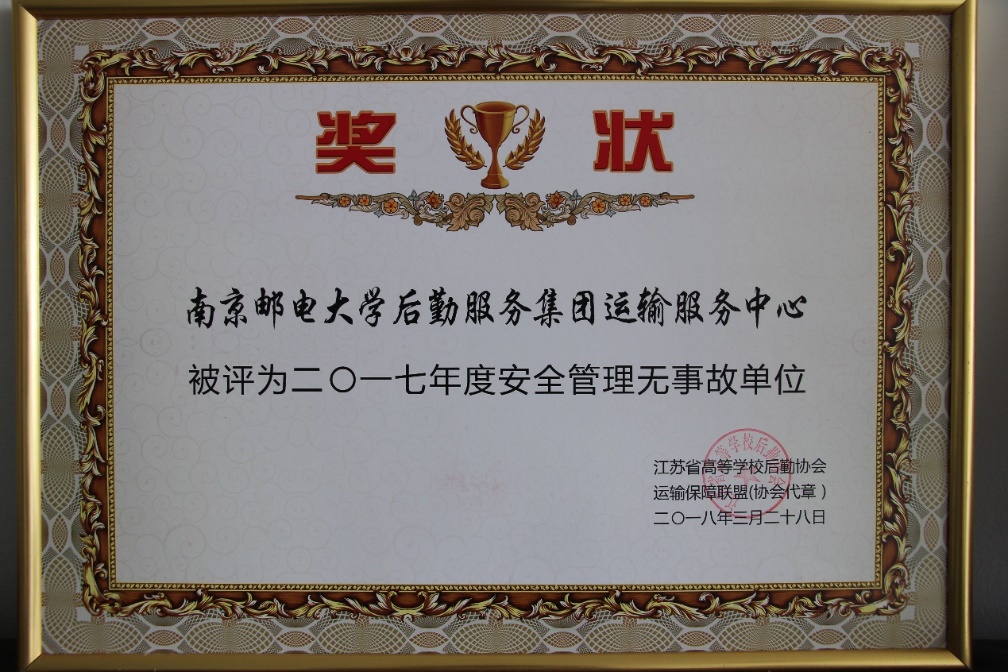 奖状
南京邮电大学后勤服务集团运输服务中心
被评为二〇一七年度安全管理无事故单位
江苏省高等学校后勤协会
运输保障联盟(协会代章)
二〇一八年三月二十八日